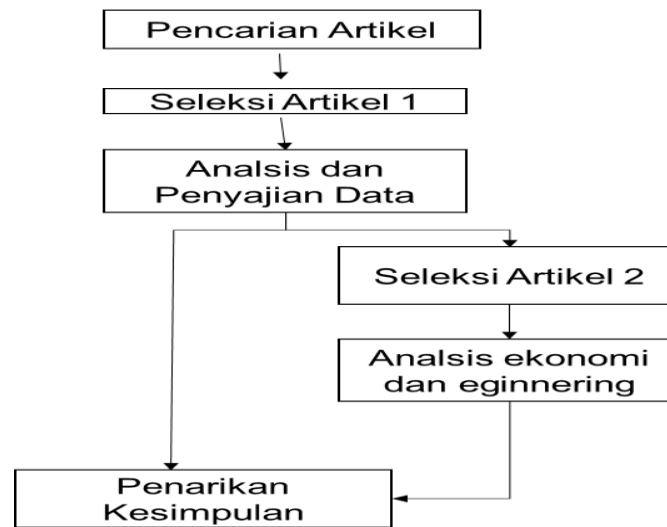 Pencarian Artikel
Seleksi Artikel 1
Analsis dan
Penyajian Data
Seleksi Artikel 2
Analsis ekonomi
dan eginnering
Penarikan
Kesimpulan